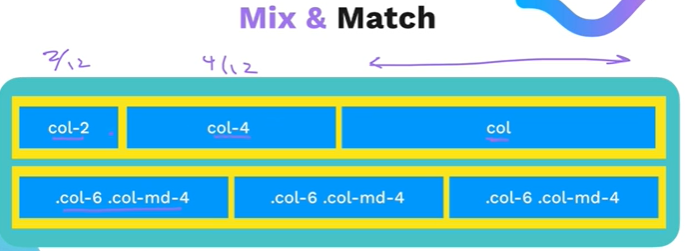 Mix & Match
2/12 4/12
col-2 col-4 col
.col-6 .col-md-4 .col-6 .col-md-4 .col-6 .col-md-4